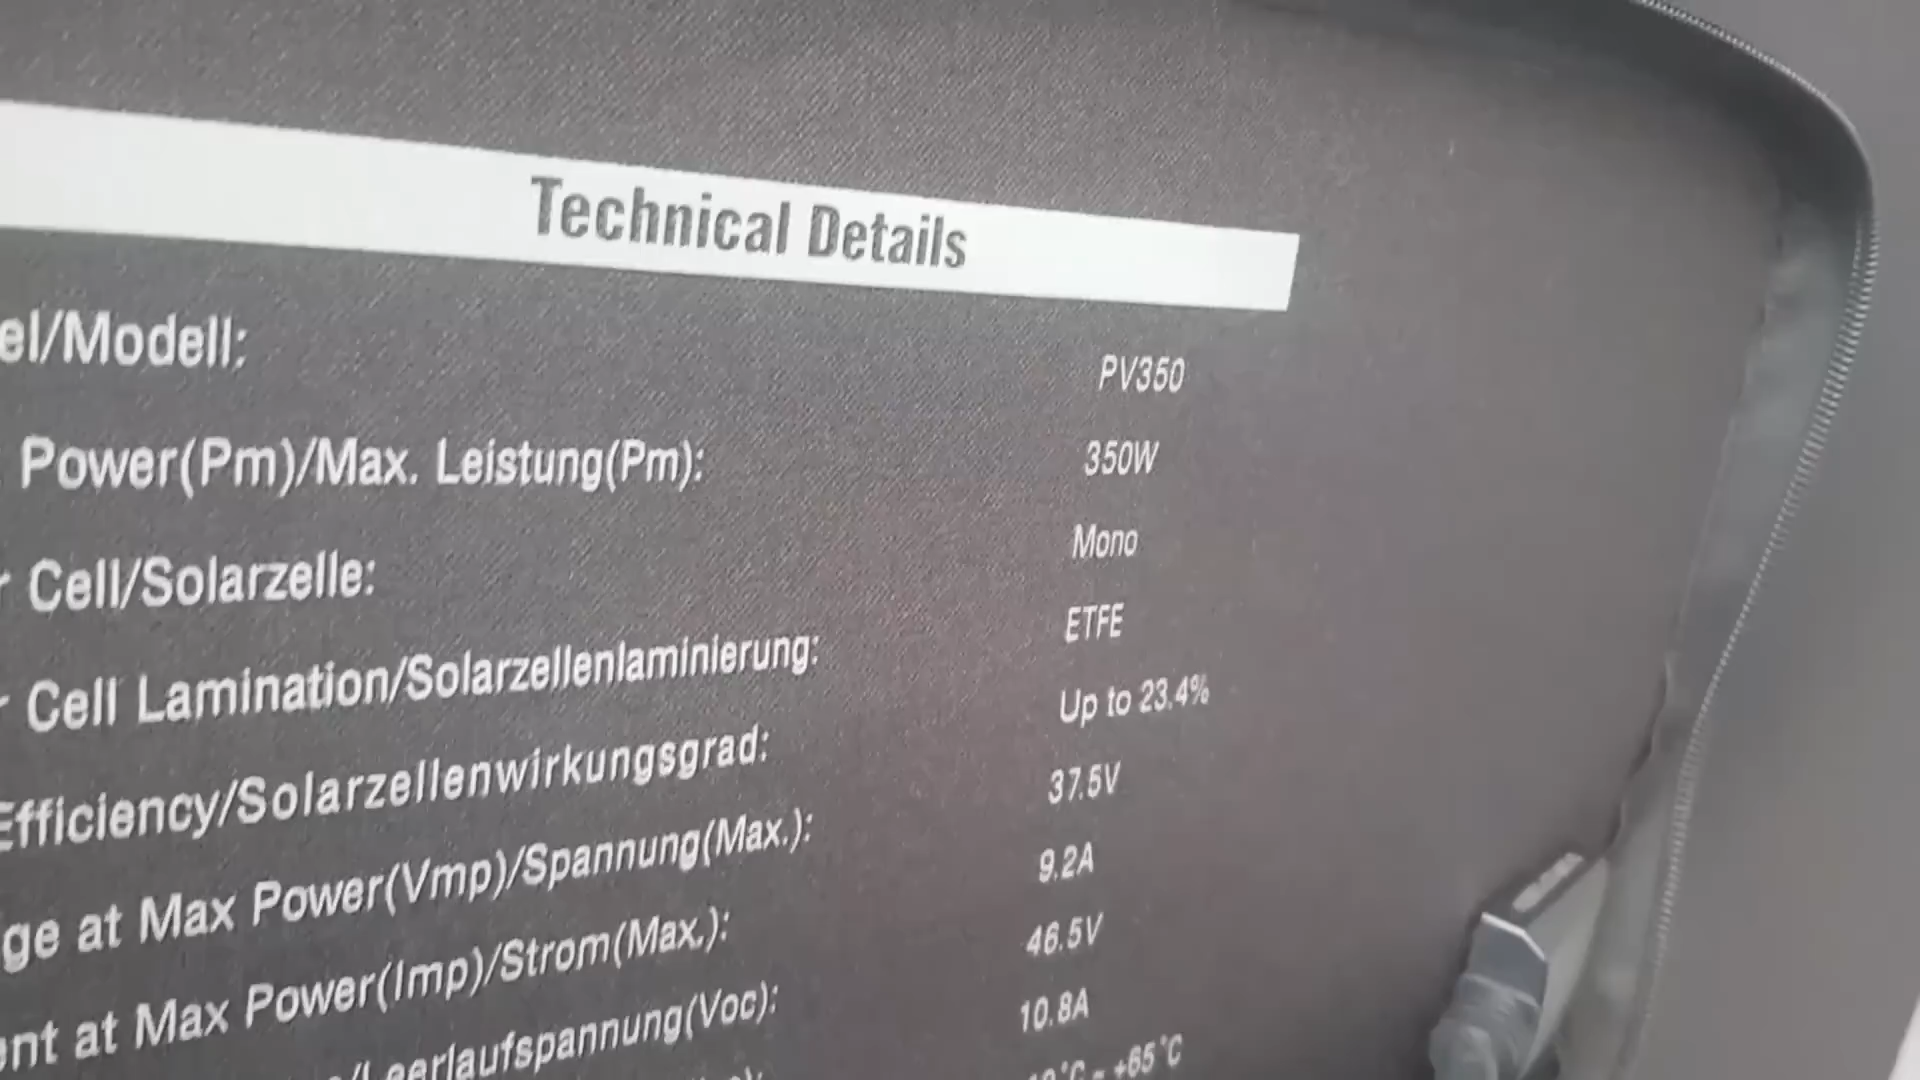 Technical Details
el/Modell: PV350
Power(Pm)/Max. Leistung(Pm): 350W
Cell/Solarzelle: Mono
Cell Lamination/Solarzellenlaminierung: ETFE
Efficiency/Solarzellenwirkungsgrad: Up to 23.4%
ge at Max Power(Vmp)/Spannung(Max.): 37.5V
ent at Max Power(Imp)/Strom(Max.): 9.2A
/Leerlaufspannung(Voc): 46.5V
10.8A
+65°C